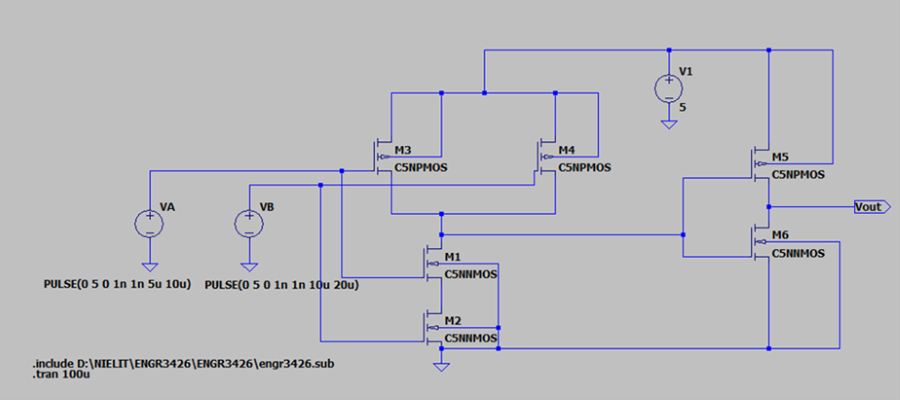 V1
5
M3
C5NPMOS
M4
C5NPMOS
M5
C5NPMOS
VA
VB
Vout
M6
C5NNMOS
M1
C5NNMOS
PULSE(0 5 0 1n 1n 5u 10u)
PULSE(0 5 0 1n 1n 10u 20u)
M2
C5NNMOS
.include D:\NIELIT\ENGR3426\ENGR3426\engr3426.sub
.tran 100u